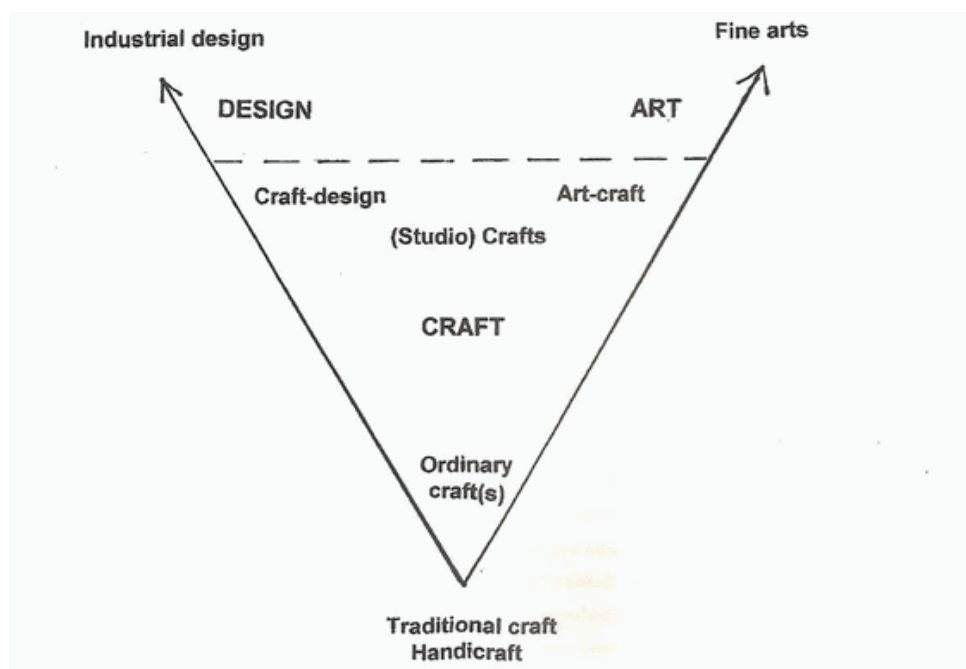 Industrial design
Fine arts
DESIGN
ART
Craft-design
Art-craft
(Studio) Crafts
CRAFT
Ordinary
craft(s)
Traditional craft
Handicraft